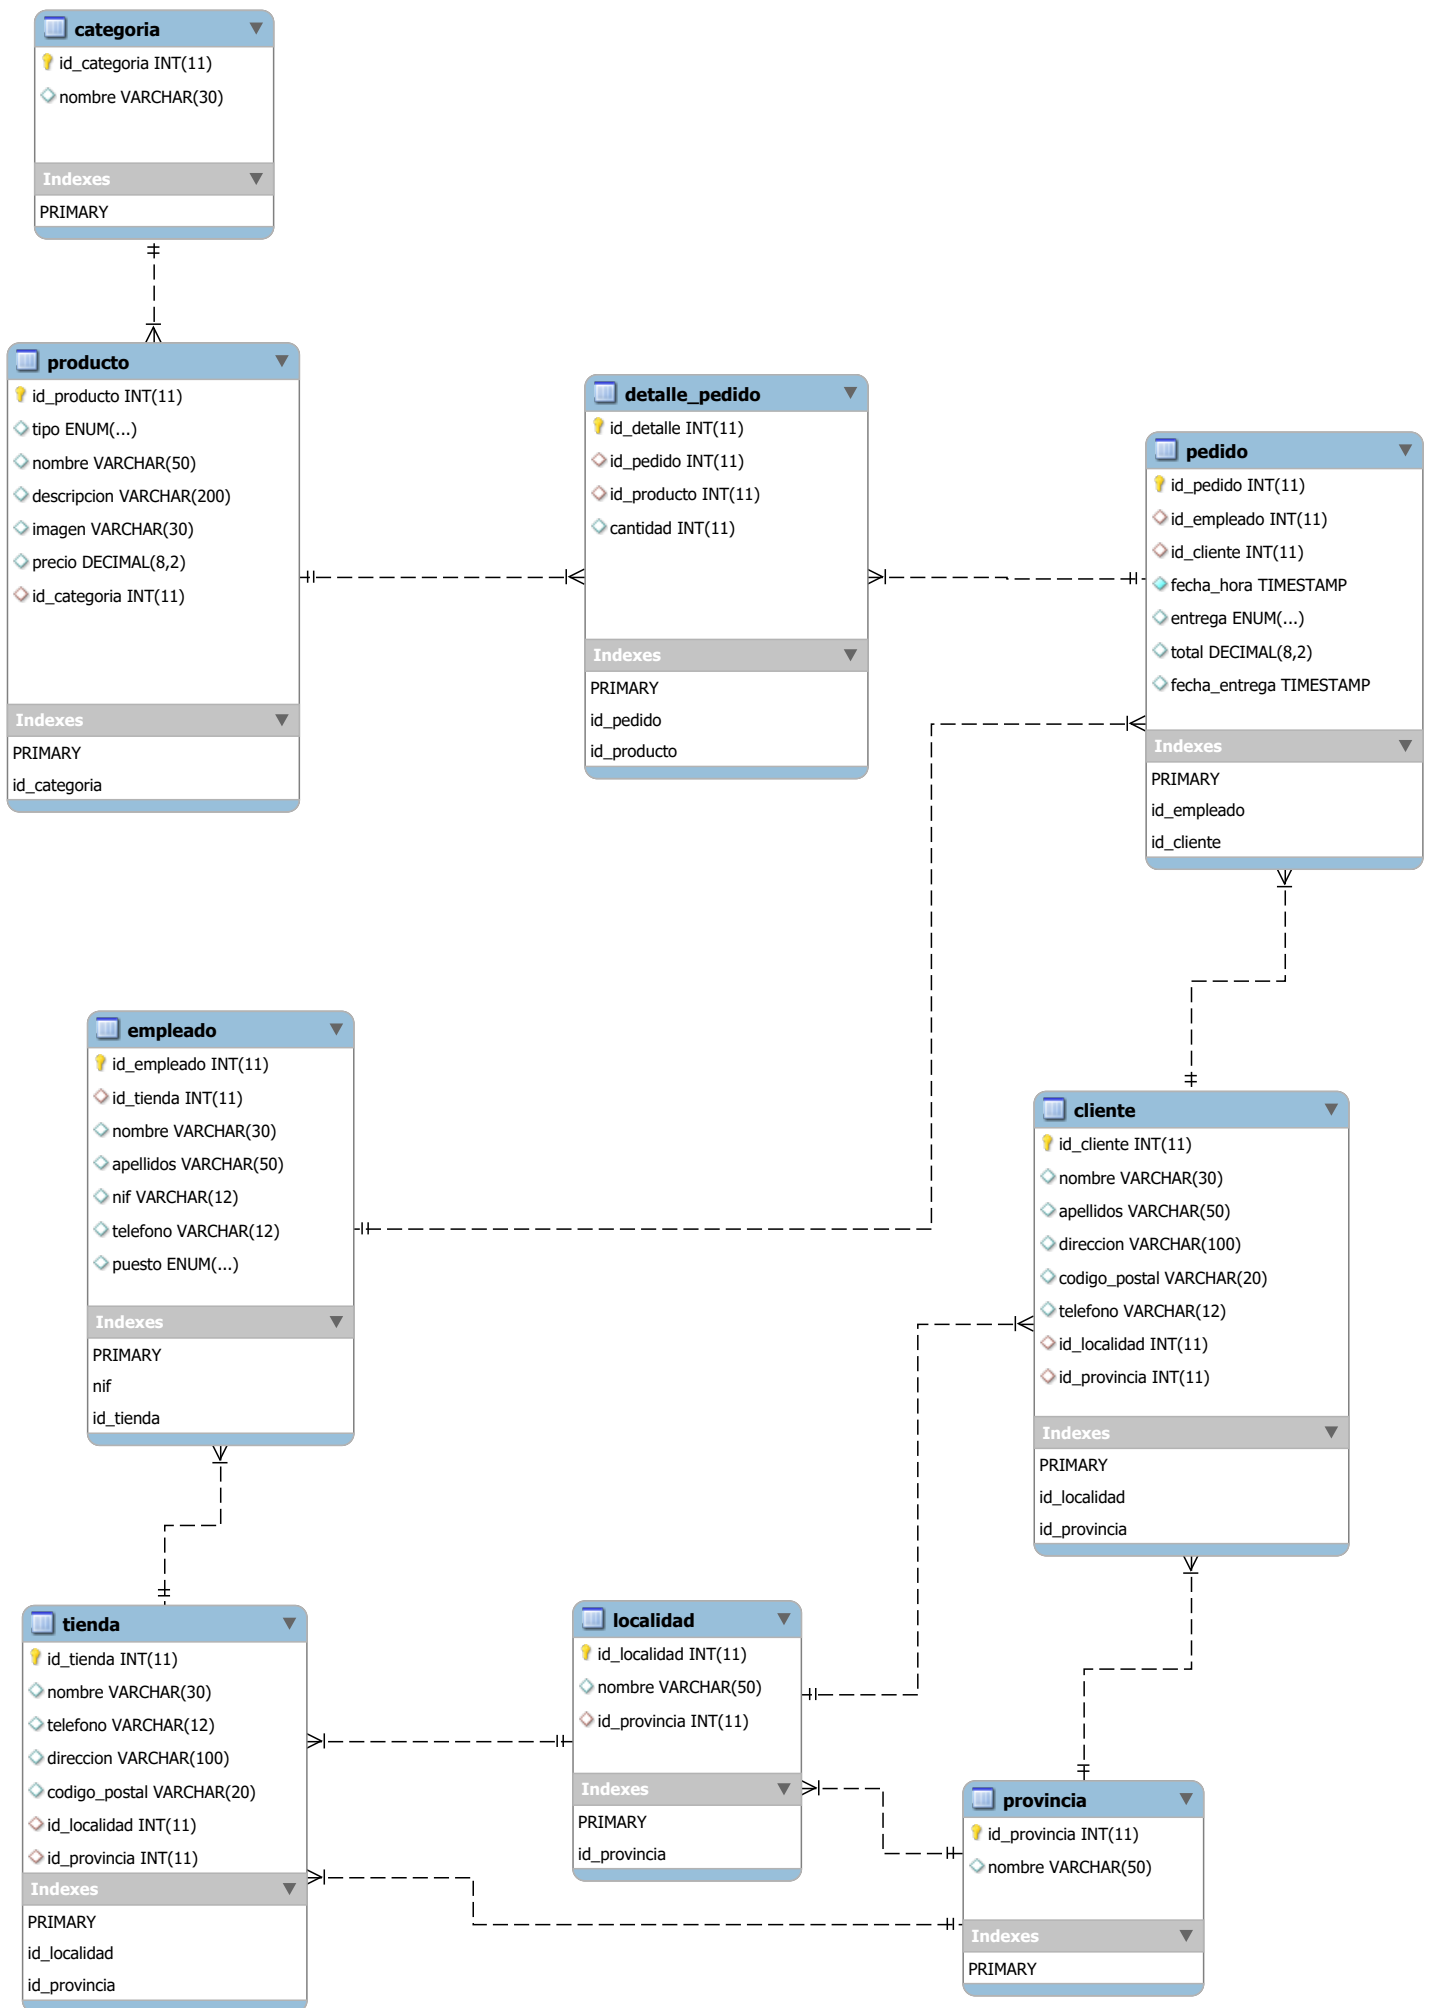 categoria
id_categoria INT(11)
nombre VARCHAR(30)
Indexes
PRIMARY
producto
id_producto INT(11)
tipo ENUM(...)
nombre VARCHAR(50)
descripcion VARCHAR(200)
imagen VARCHAR(30)
precio DECIMAL(8,2)
id_categoria INT(11)
Indexes
PRIMARY
id_categoria
detalle_pedido
id_detalle INT(11)
id_pedido INT(11)
id_producto INT(11)
cantidad INT(11)
Indexes
PRIMARY
id_pedido
id_producto
pedido
id_pedido INT(11)
id_empleado INT(11)
id_cliente INT(11)
fecha_hora TIMESTAMP
entrega ENUM(...)
total DECIMAL(8,2)
fecha_entrega TIMESTAMP
Indexes
PRIMARY
id_empleado
id_cliente
empleado
id_empleado INT(11)
id_tienda INT(11)
nombre VARCHAR(30)
apellidos VARCHAR(50)
nif VARCHAR(12)
telefono VARCHAR(12)
puesto ENUM(...)
Indexes
PRIMARY
nif
id_tienda
cliente
id_cliente INT(11)
nombre VARCHAR(30)
apellidos VARCHAR(50)
direccion VARCHAR(100)
codigo_postal VARCHAR(20)
telefono VARCHAR(12)
id_localidad INT(11)
id_provincia INT(11)
Indexes
PRIMARY
id_localidad
id_provincia
tienda
id_tienda INT(11)
nombre VARCHAR(30)
telefono VARCHAR(12)
direccion VARCHAR(100)
codigo_postal VARCHAR(20)
id_localidad INT(11)
id_provincia INT(11)
Indexes
PRIMARY
id_localidad
id_provincia
localidad
id_localidad INT(11)
nombre VARCHAR(50)
id_provincia INT(11)
Indexes
PRIMARY
id_provincia
provincia
id_provincia INT(11)
nombre VARCHAR(50)
Indexes
PRIMARY